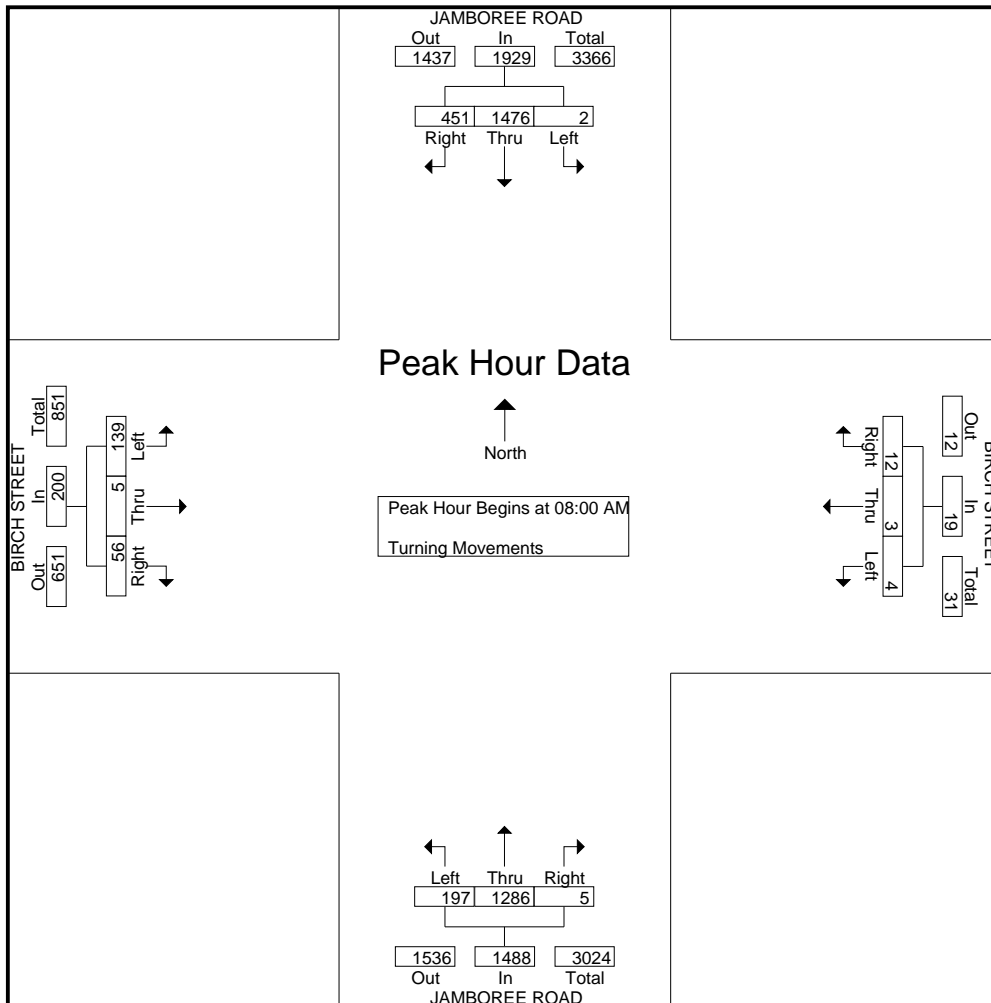 JAMBOREE ROAD
Out In Total
1437 1929 3366
451 1476 2
Right Thru Left
Peak Hour Data
North
Peak Hour Begins at 08:00 AM
Turning Movements
BIRCH STREET
Total In Out
851 200 651
139 5 56
Left Thru Right
BIRCH STREET
Out In Total
12 19 31
12 3 4
Right Thru Left
Left Thru Right
197 1286 5
1536 1488 3024
Out In Total
JAMBOREE ROAD